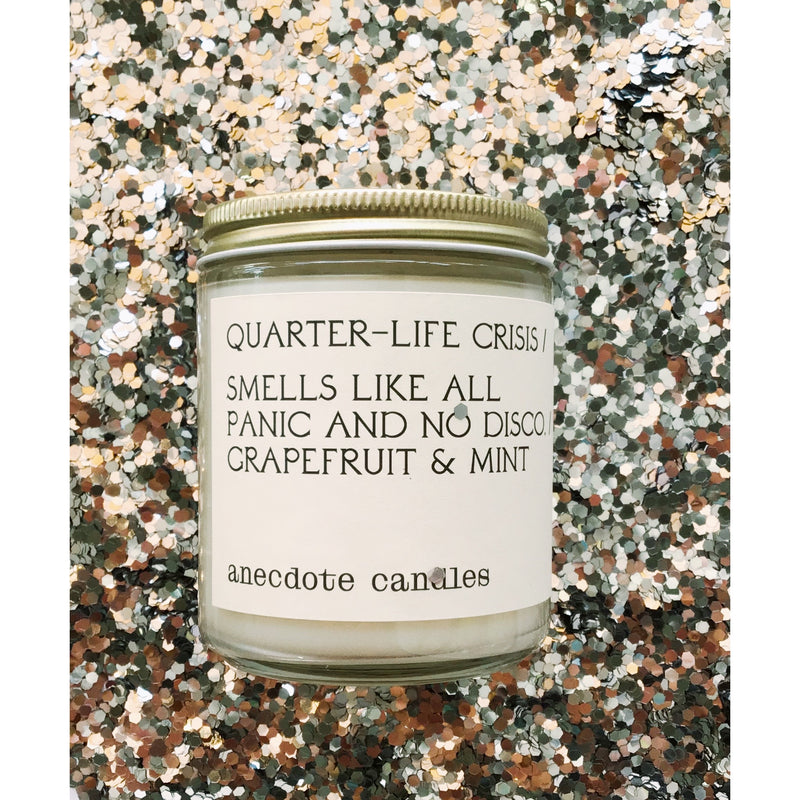 QUARTER-LIFE CRISIS /
SMELLS LIKE ALL
PANIC AND NO DISCO. /
GRAPEFRUIT & MINT
anecdote candles